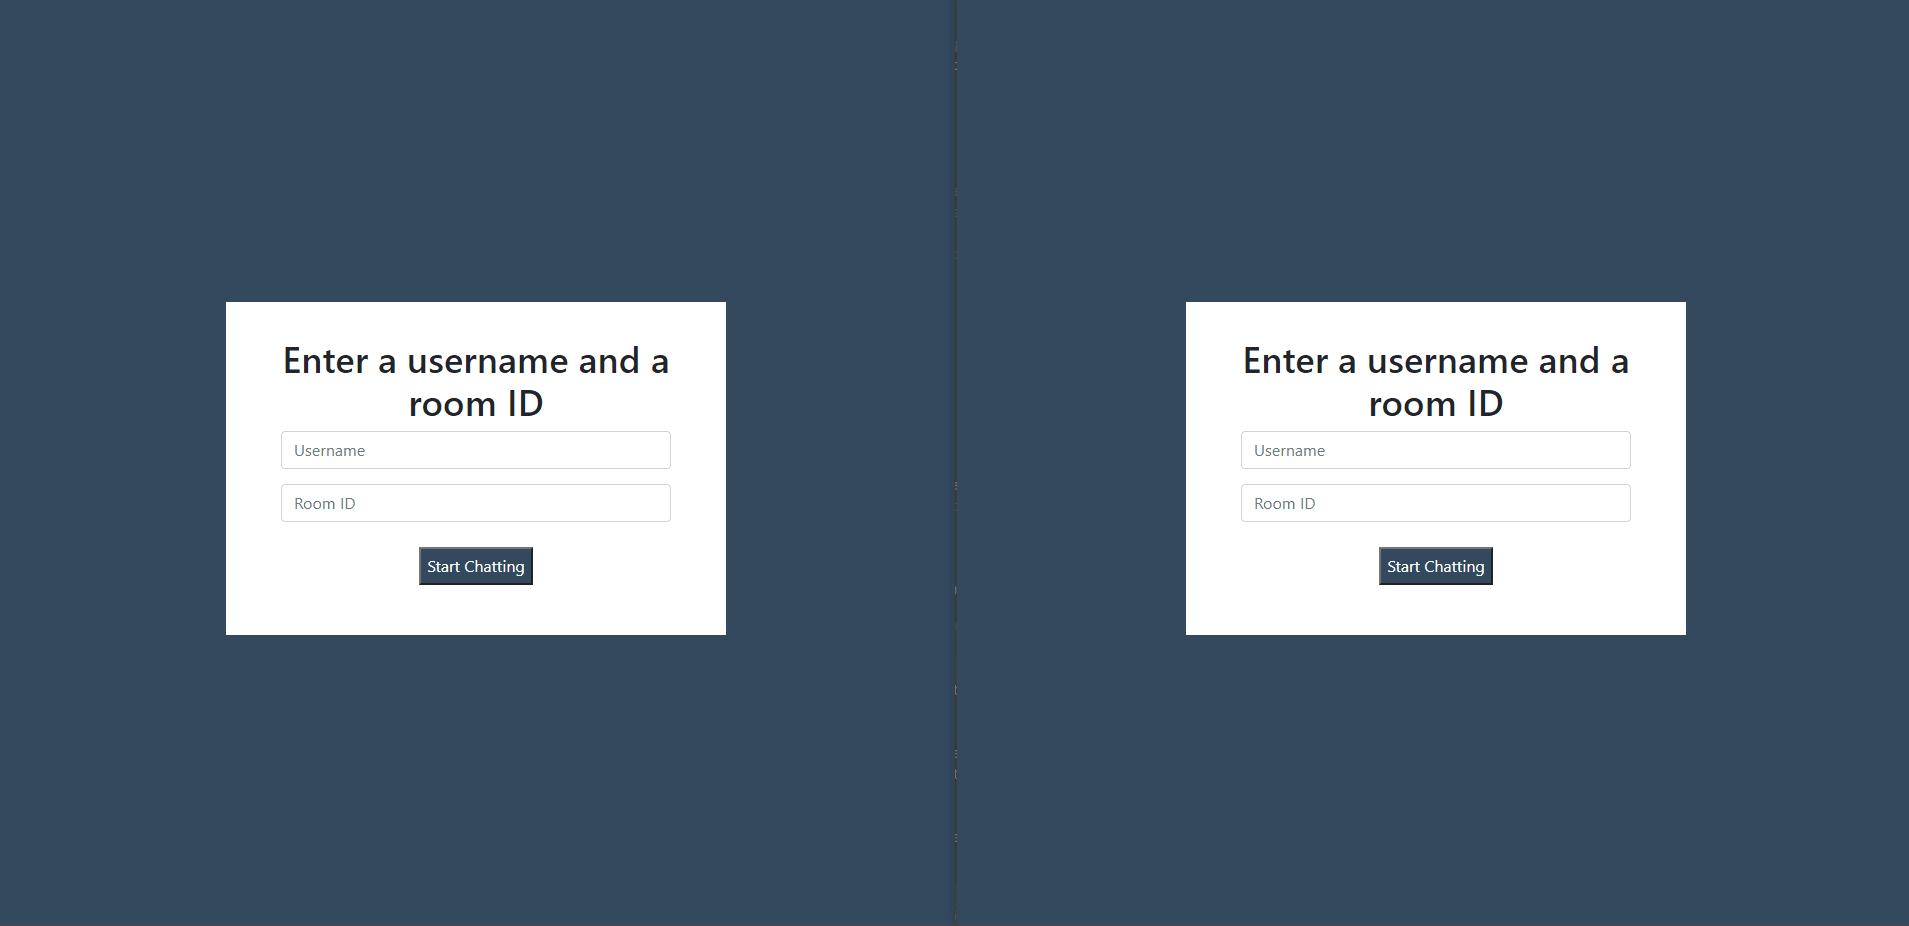 Enter a username and a
room ID
Username
Room ID
Start Chatting
Enter a username and a
room ID
Username
Room ID
Start Chatting